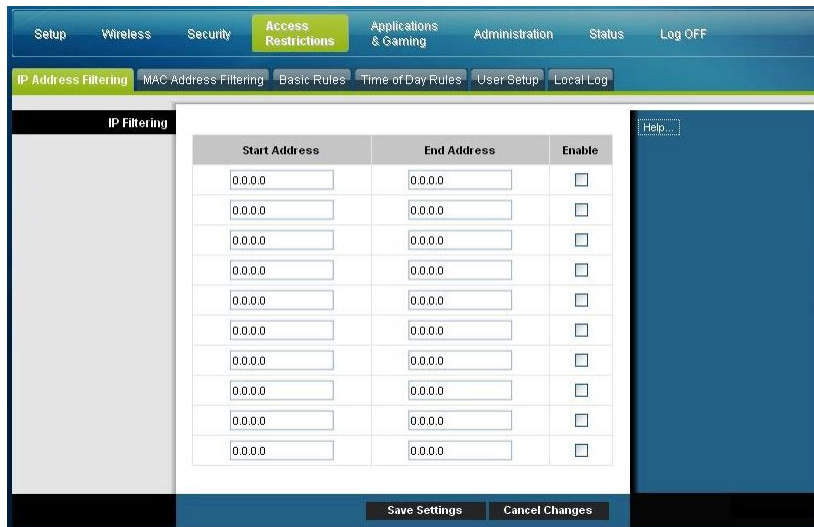 Setup Wireless Security Access Restrictions Applications & Gaming Administration Status Log OFF
IP Address Filtering MAC Address Filtering Basic Rules Time of Day Rules User Setup Local Log
IP Filtering
Help...
Start Address End Address Enable
0.0.0.0 0.0.0.0
0.0.0.0 0.0.0.0
0.0.0.0 0.0.0.0
0.0.0.0 0.0.0.0
0.0.0.0 0.0.0.0
0.0.0.0 0.0.0.0
0.0.0.0 0.0.0.0
0.0.0.0 0.0.0.0
0.0.0.0 0.0.0.0
0.0.0.0 0.0.0.0
Save Settings Cancel Changes